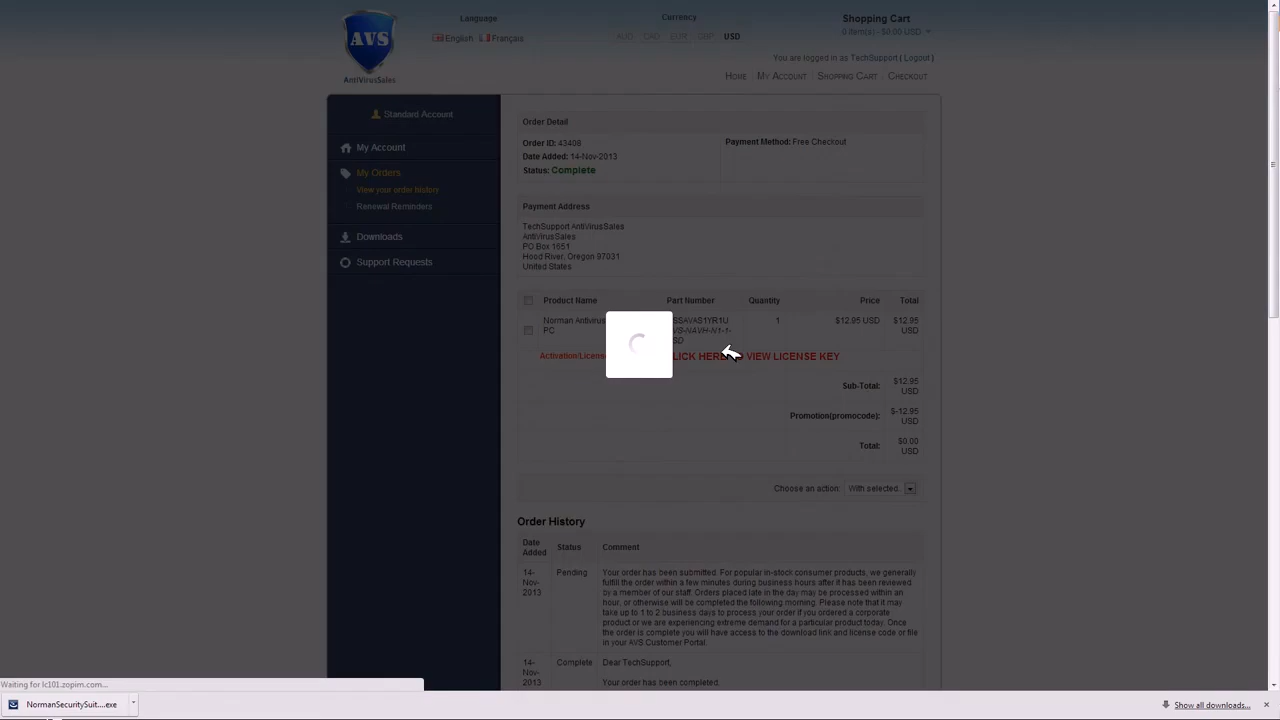 Language
Currency
Shopping Cart
English Français
AUD CAD EUR GBP USD
0 item(s) - $0.00 USD
AVS
AntiVirusSales
You are logged in as TechSupport ( Logout )
HOME MY ACCOUNT SHOPPING CART CHECKOUT
Standard Account
My Account
My Orders
View your order history
Renewal Reminders
Downloads
Support Requests
Order Detail
Order ID: 43408
Date Added: 14-Nov-2013
Status: Complete
Payment Method: Free Checkout
Payment Address
TechSupport AntiVirusSales
AntiVirusSales
PO Box 1651
Hood River, Oregon 97031
United States
Product Name Part Number Quantity Price Total
Norman Antivirus
PC
SSAVAS1YR1U
VS-NAVH-N1-1-
SD
1
$12.95 USD
$12.95
USD
Activation/License
LICK HERE TO VIEW LICENSE KEY
Sub-Total: $12.95
USD
Promotion(promocode): $-12.95
USD
Total: $0.00
USD
Choose an action: With selected.
Order History
Date
Added
Status
Comment
14-
Nov-
2013
Pending
Your order has been submitted. For popular in-stock consumer products, we generally
fulfill the order within a few minutes during business hours after it has been reviewed
by a member of our staff. Orders placed late in the day may be processed within an
hour, or otherwise will be completed the following morning. Please note that it may
take up to 1 to 2 business days to process your order if you ordered a corporate
product or we are experiencing extreme demand for a particular product today. Once
the order is complete you will have access to the download link and license code or file
in your AVS Customer Portal.
14-
Nov-
2013
Complete
Dear TechSupport,
Your order has been completed.
Waiting for lc101.zopim.com...
NormanSecuritySuit....exe
Show all downloads...